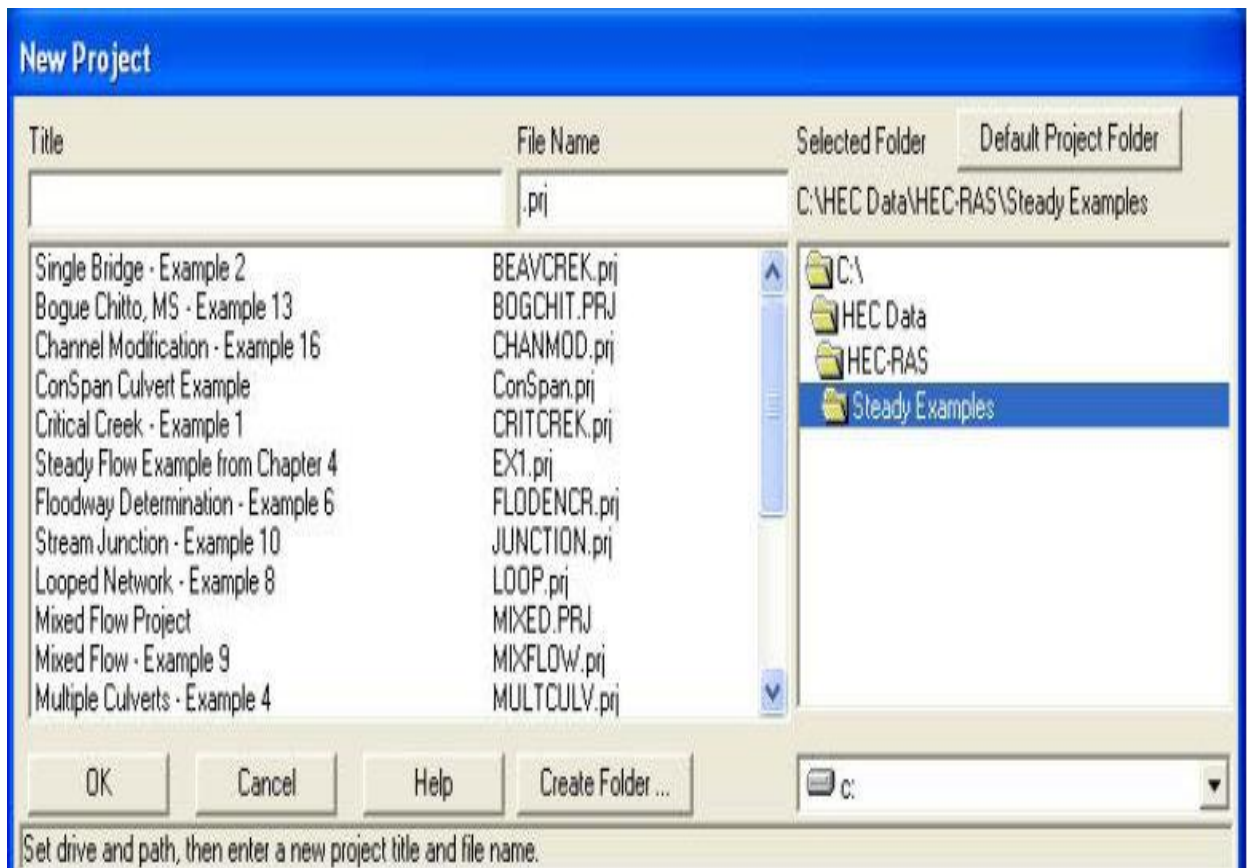 New Project
Title File Name Selected Folder Default Project Folder
.prj C:\HEC Data\HEC-RAS\Steady Examples
Single Bridge - Example 2 BEAVCREK.prj
Bogue Chitto, MS - Example 13 BOGCHIT.PRJ
Channel Modification - Example 16 CHANMOD.prj
ConSpan Culvert Example ConSpan.prj
Critical Creek - Example 1 CRITCREK.prj
Steady Flow Example from Chapter 4 EX1.prj
Floodway Determination - Example 6 FLODENCR.prj
Stream Junction - Example 10 JUNCTION.prj
Looped Network - Example 8 LOOP.prj
Mixed Flow Project MIXED.PRJ
Mixed Flow - Example 9 MIXFLOW.prj
Multiple Culverts - Example 4 MULTCULV.prj
C:\
HEC Data
HEC-RAS
Steady Examples
OK Cancel Help Create Folder ... c:
Set drive and path, then enter a new project title and file name.